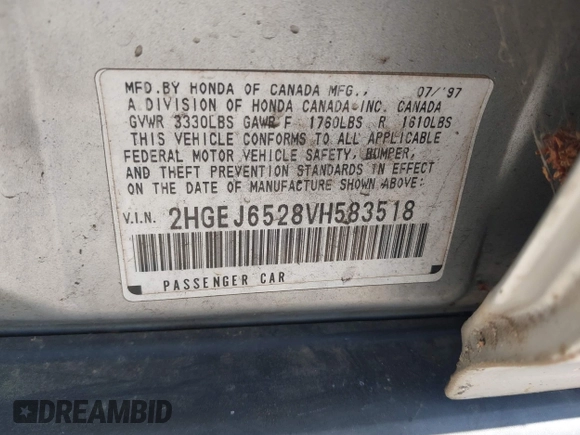 MFD.BY HONDA OF CANADA MFG., 07/'97
A DIVISION OF HONDA CANADA INC. CANADA
GVWR 3330LBS GAWR F 1760LBS R 1610LBS
THIS VEHICLE CONFORMS TO ALL APPLICABLE
FEDERAL MOTOR VEHICLE SAFETY, BUMPER,
AND THEFT PREVENTION STANDARDS IN EFFECT
ON THE DATE OF MANUFACTURE SHOWN ABOVE:
V.I.N. 2HGEJ6528VH583518
PASSENGER CAR
DREAMBID